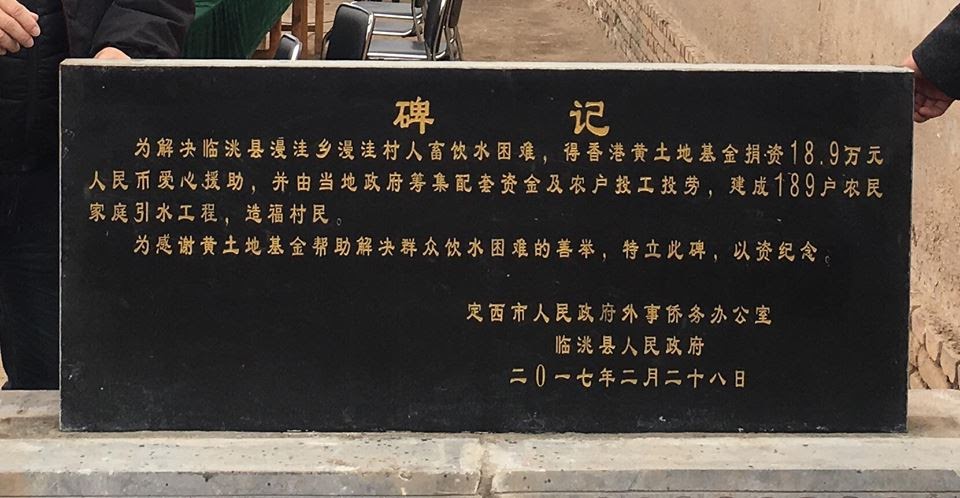 碑 记
为解决临洮县漫洼乡漫洼村人畜饮水困难，得香港黄土地基金捐资18.9万元
人民币爱心援助，并由当地政府筹集配套资金及农户投工投劳，建成189户农民
家庭引水工程，造福村民。
为感谢黄土地基金帮助解决群众饮水困难的善举，特立此碑，以资纪念。
定西市人民政府外事侨务办公室
临洮县人民政府
二0一七年二月二十八日